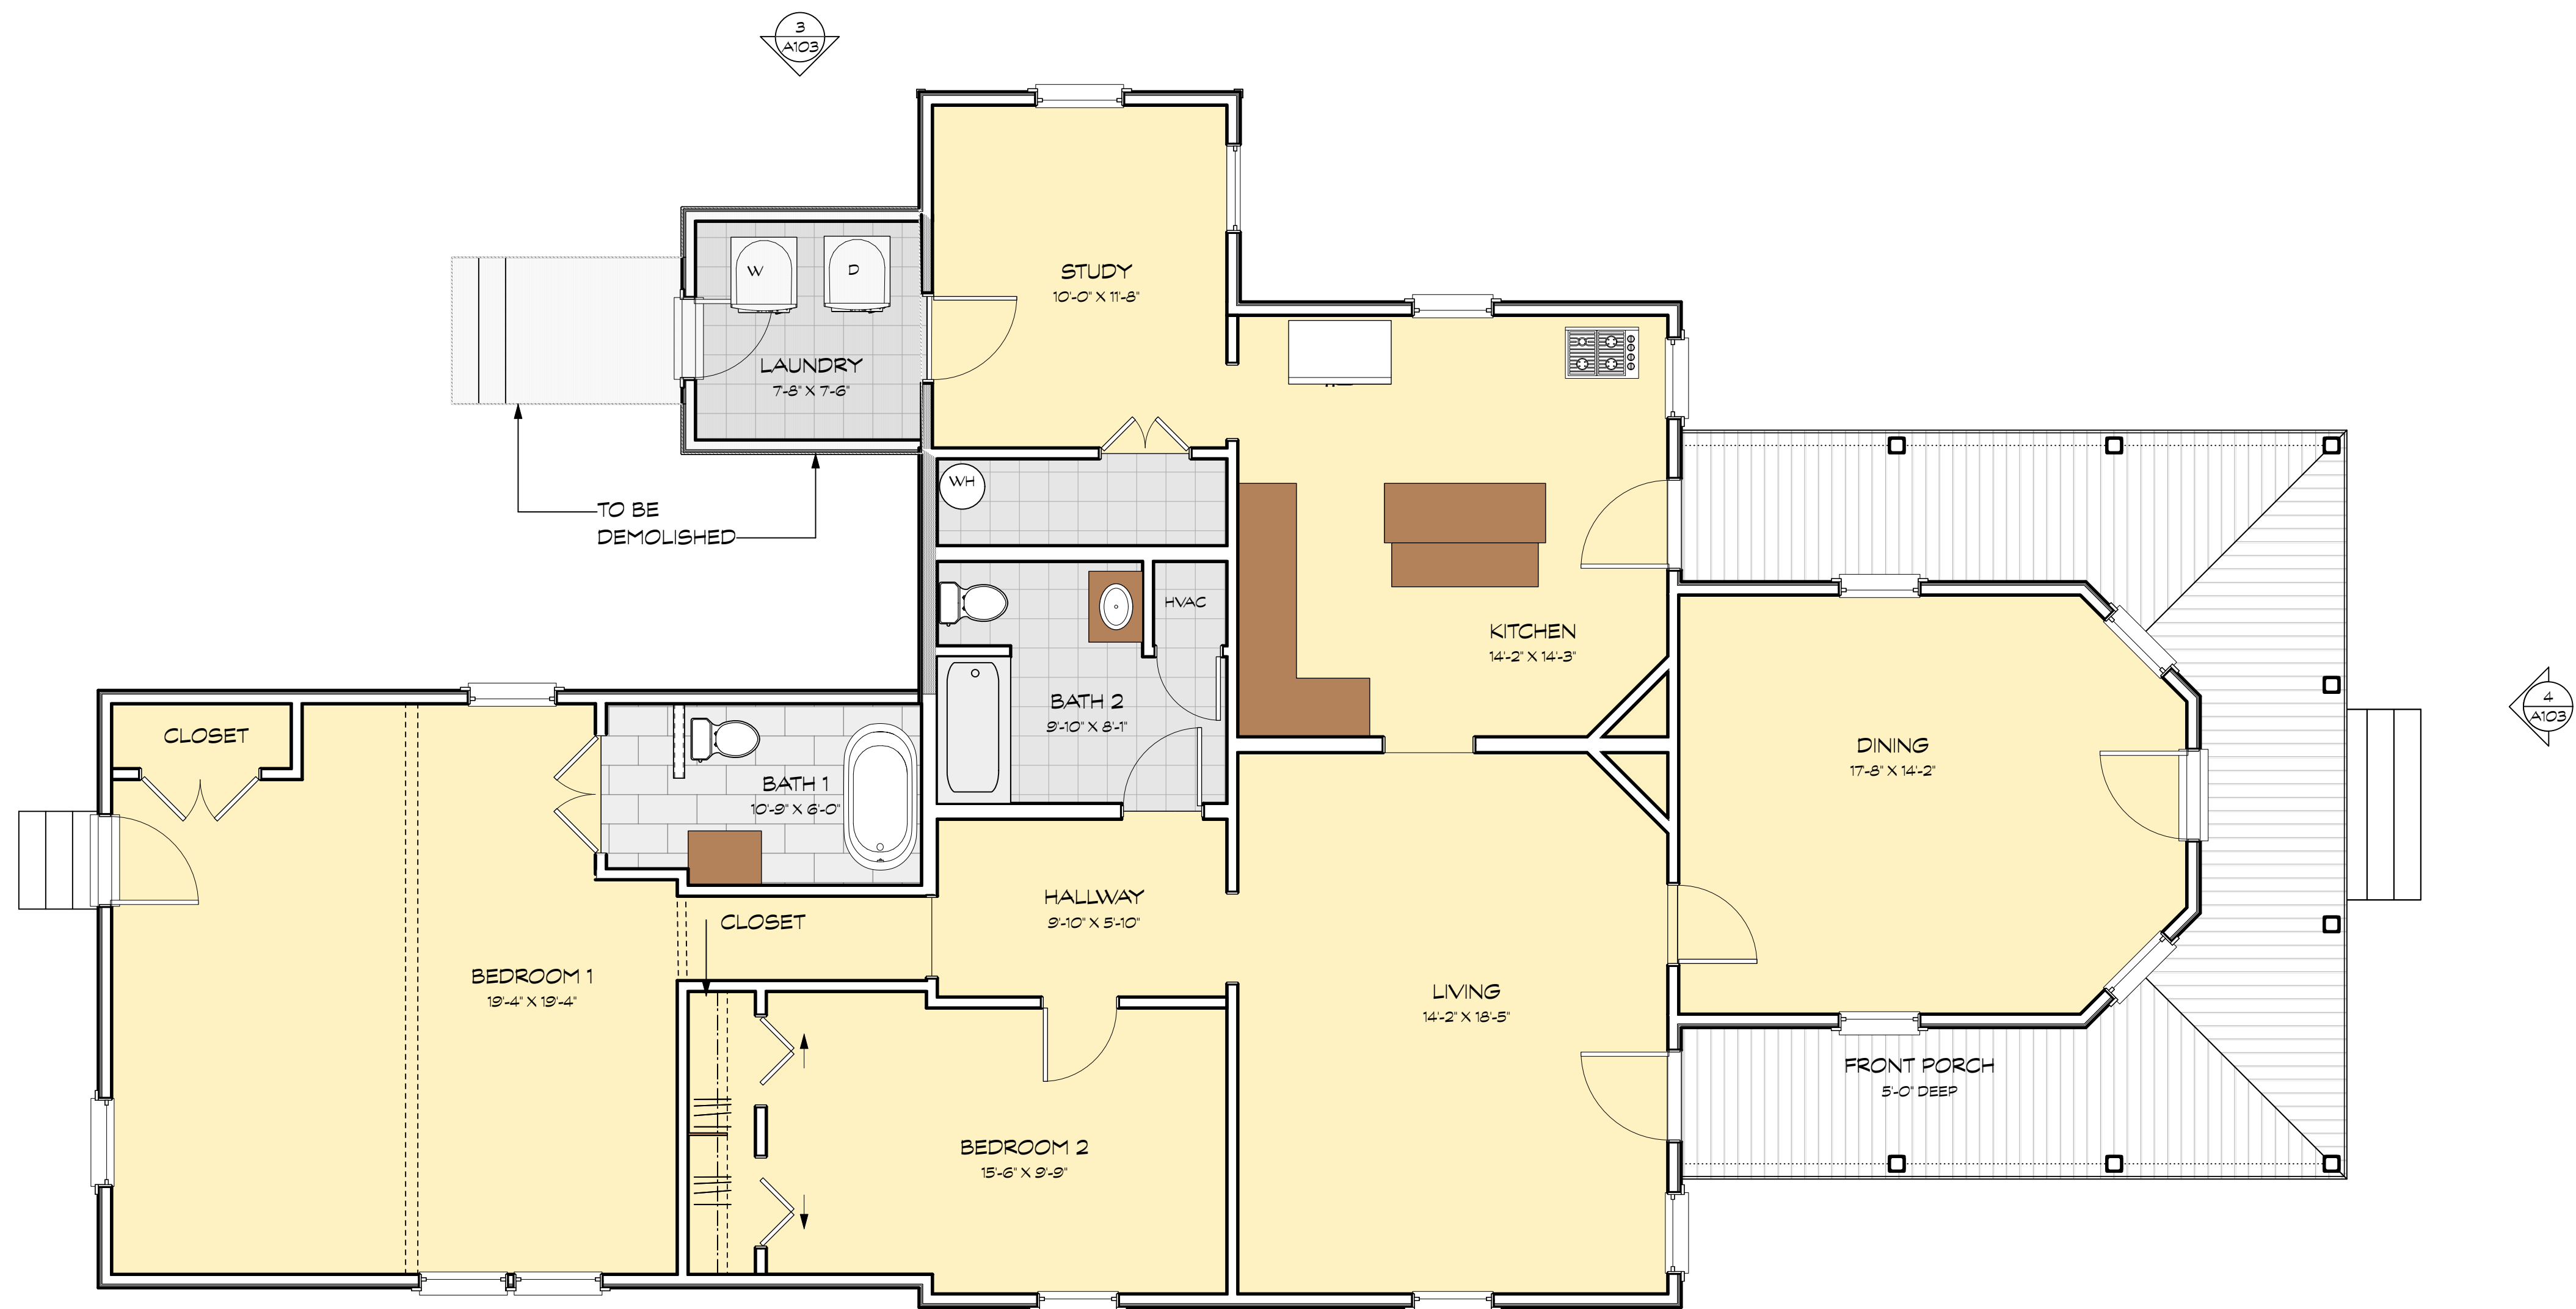 3
A103
STUDY
10'-0" X 11'-8"
W
D
LAUNDRY
7'-8" X 7'-6"
WH
TO BE
DEMOLISHED
HVAC
KITCHEN
14'-2" X 14'-3"
BATH 2
9'-10" X 8'-1"
4
A103
CLOSET
DINING
17'-8" X 14'-2"
BATH 1
10'-9" X 6'-0"
HALLWAY
9'-10" X 5'-10"
CLOSET
BEDROOM 1
19'-4" X 19'-4"
LIVING
14'-2" X 18'-5"
FRONT PORCH
5'-0" DEEP
BEDROOM 2
15'-6" X 9'-9"